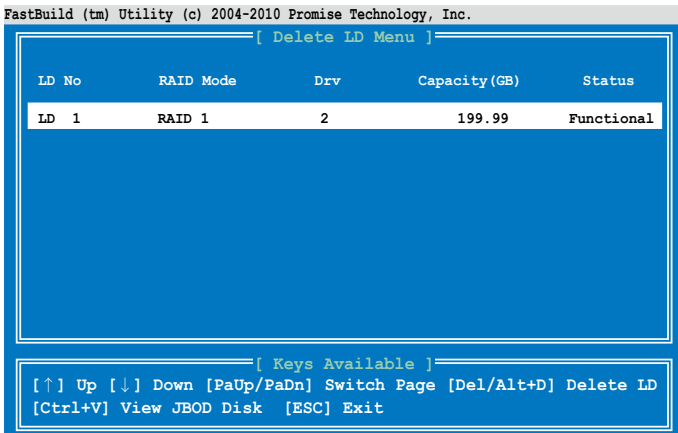 FastBuild (tm) Utility (c) 2004-2010 Promise Technology, Inc.
[ Delete LD Menu ]
LD No RAID Mode Drv Capacity(GB) Status
LD 1 RAID 1 2 199.99 Functional
[ Keys Available ]
[↑] Up [↓] Down [PaUp/PaDn] Switch Page [Del/Alt+D] Delete LD
[Ctrl+V] View JBOD Disk [ESC] Exit